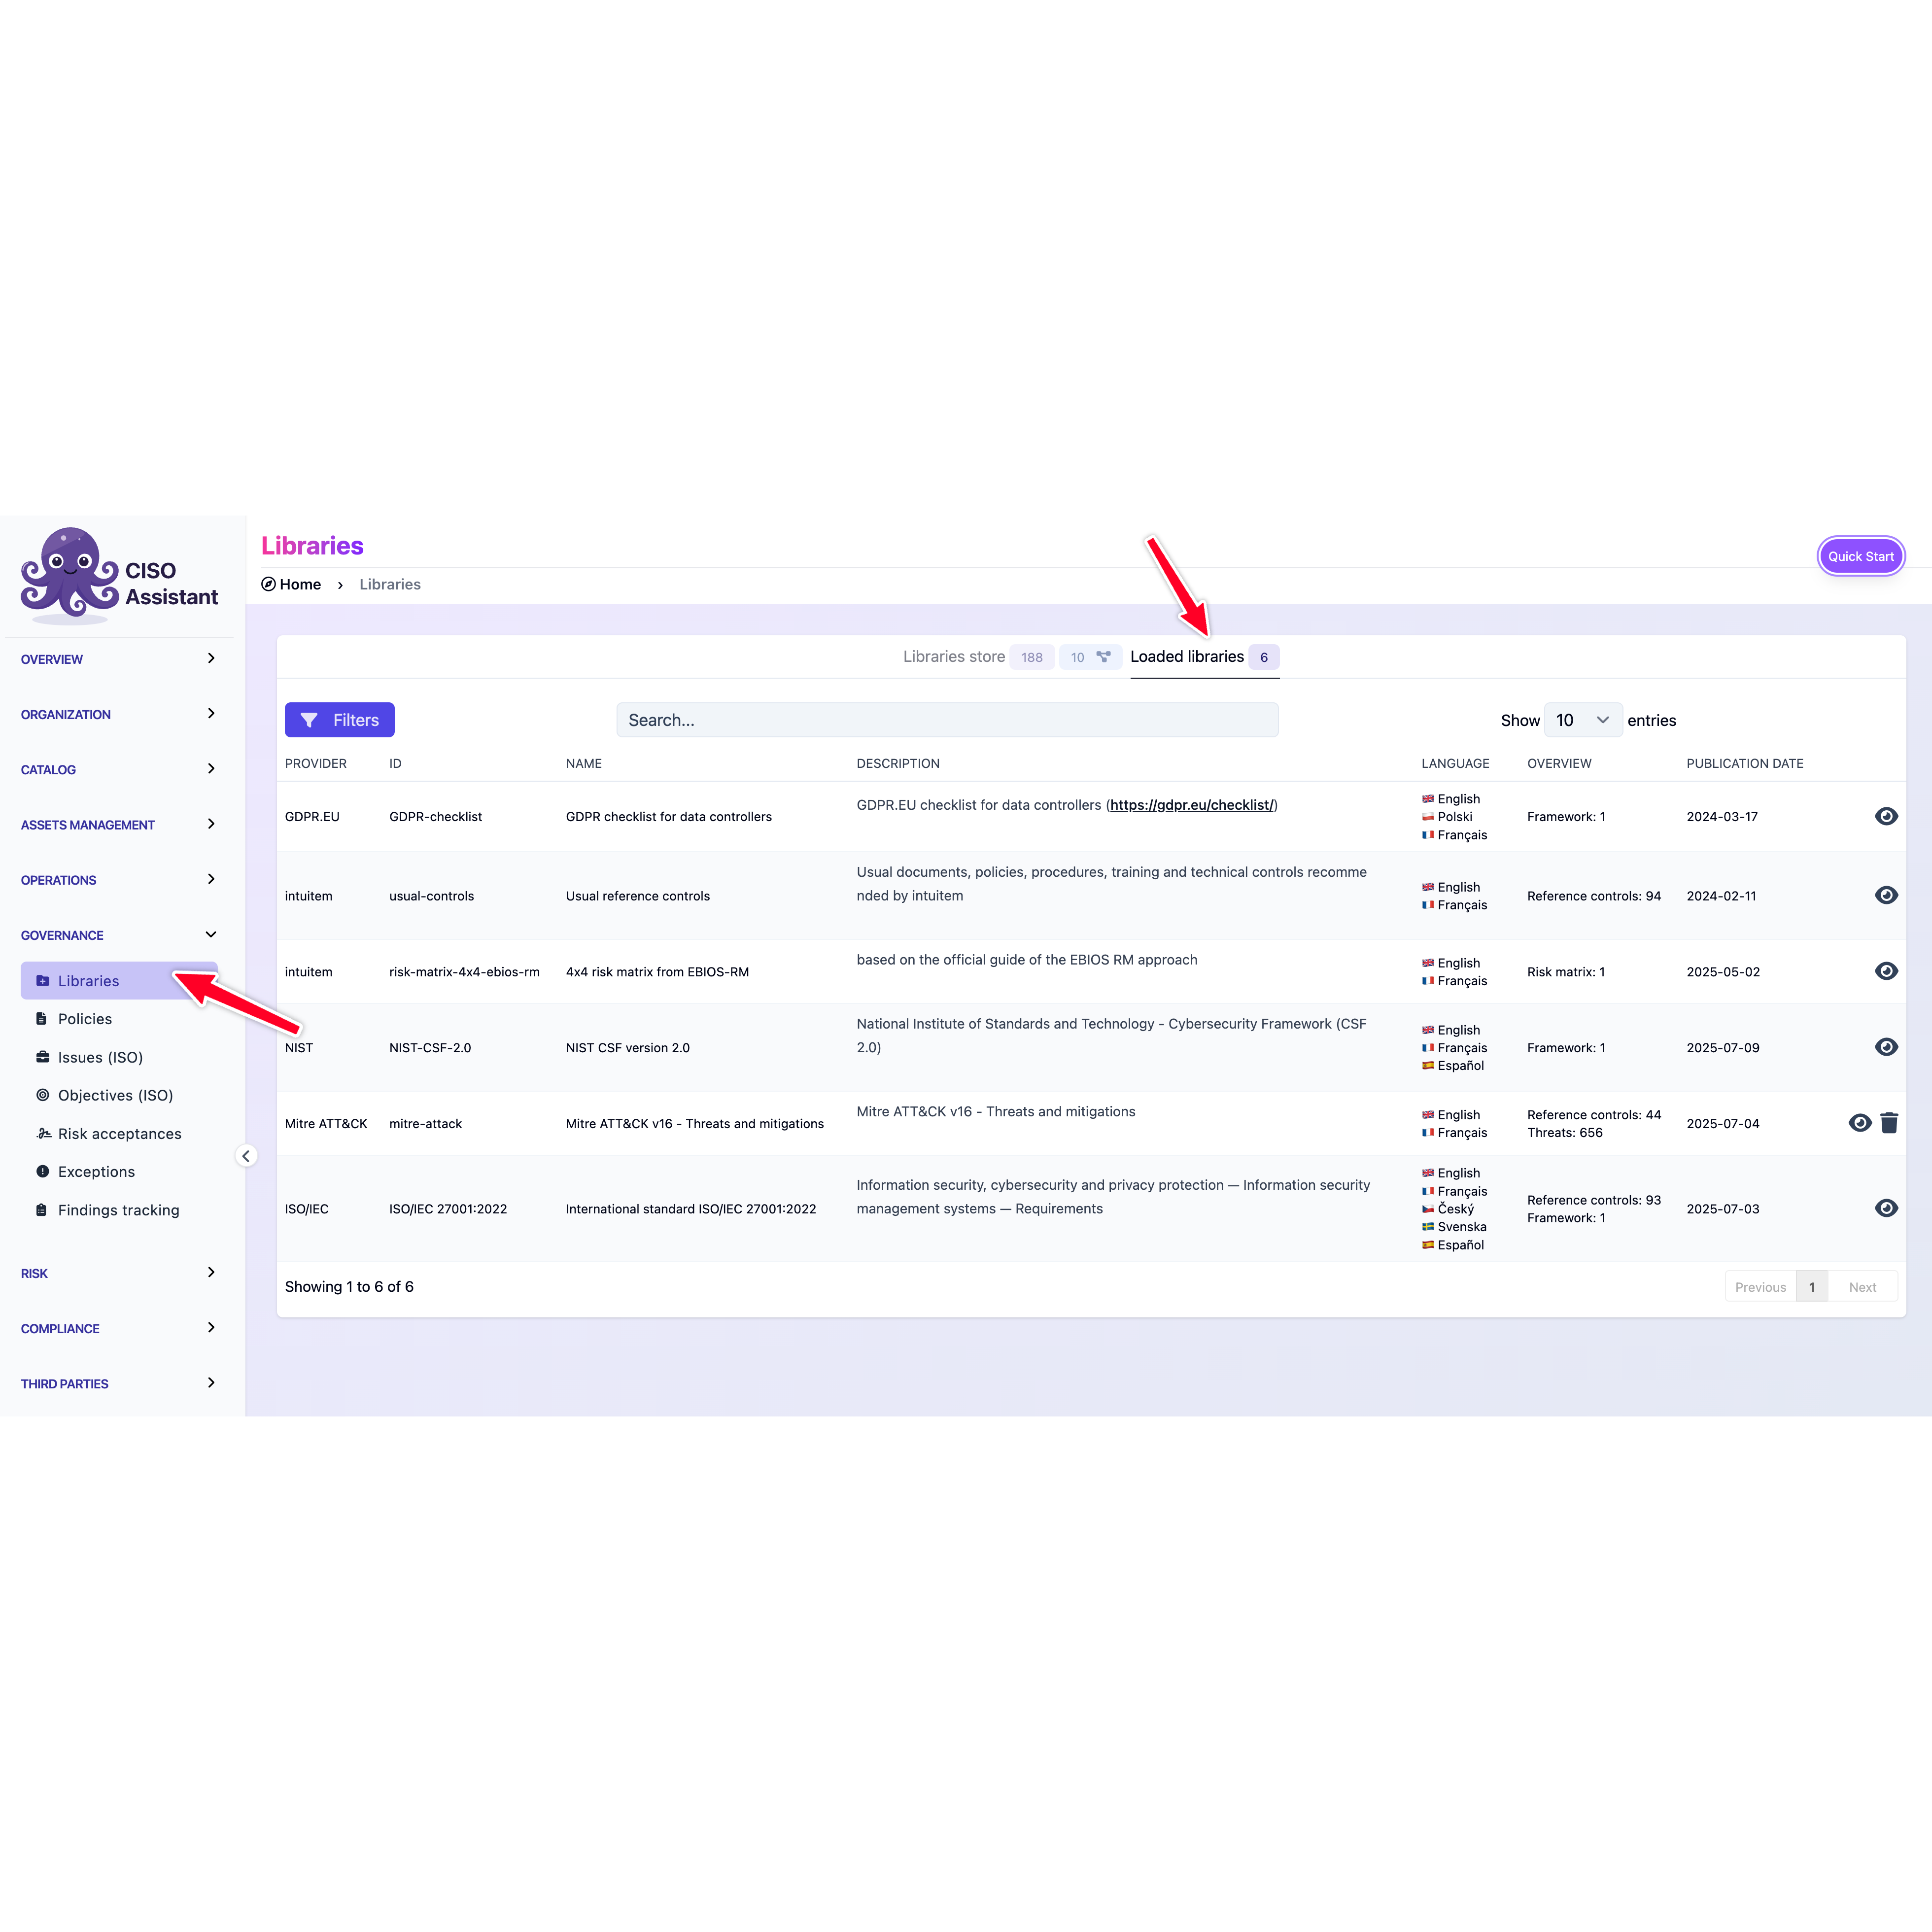 CISO
Assistant
OVERVIEW
ORGANIZATION
CATALOG
ASSETS MANAGEMENT
OPERATIONS
GOVERNANCE
Libraries
Policies
Issues (ISO)
Objectives (ISO)
Risk acceptances
Exceptions
Findings tracking
RISK
COMPLIANCE
THIRD PARTIES
Libraries
Quick Start
Home › Libraries
Libraries store 188 10 Loaded libraries 6
Filters Search... Show 10 entries
PROVIDER ID NAME DESCRIPTION LANGUAGE OVERVIEW PUBLICATION DATE
GDPR.EU GDPR-checklist GDPR checklist for data controllers GDPR.EU checklist for data controllers (https://gdpr.eu/checklist/)
English
Polski
Français
Framework: 1 2024-03-17
intuitem usual-controls Usual reference controls
Usual documents, policies, procedures, training and technical controls recomme
nded by intuitem
English
Français
Reference controls: 94 2024-02-11
intuitem risk-matrix-4x4-ebios-rm 4x4 risk matrix from EBIOS-RM based on the official guide of the EBIOS RM approach
English
Français
Risk matrix: 1 2025-05-02
NIST NIST-CSF-2.0 NIST CSF version 2.0
National Institute of Standards and Technology - Cybersecurity Framework (CSF
2.0)
English
Français
Español
Framework: 1 2025-07-09
Mitre ATT&CK mitre-attack Mitre ATT&CK v16 - Threats and mitigations Mitre ATT&CK v16 - Threats and mitigations
English
Français
Reference controls: 44
Threats: 656
2025-07-04
ISO/IEC ISO/IEC 27001:2022 International standard ISO/IEC 27001:2022
Information security, cybersecurity and privacy protection — Information security
management systems — Requirements
English
Français
Český
Svenska
Español
Reference controls: 93
Framework: 1
2025-07-03
Showing 1 to 6 of 6
Previous 1 Next